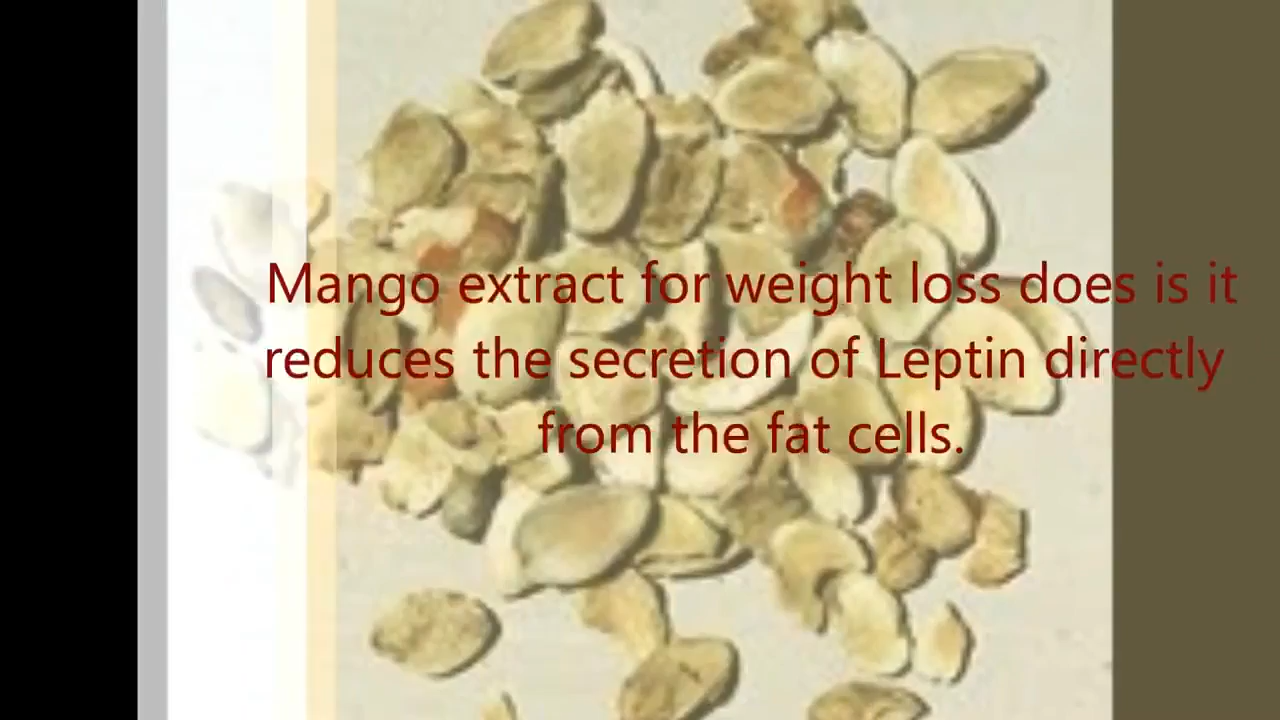 Mango extract for weight loss does is it
reduces the secretion of Leptin directly
from the fat cells.